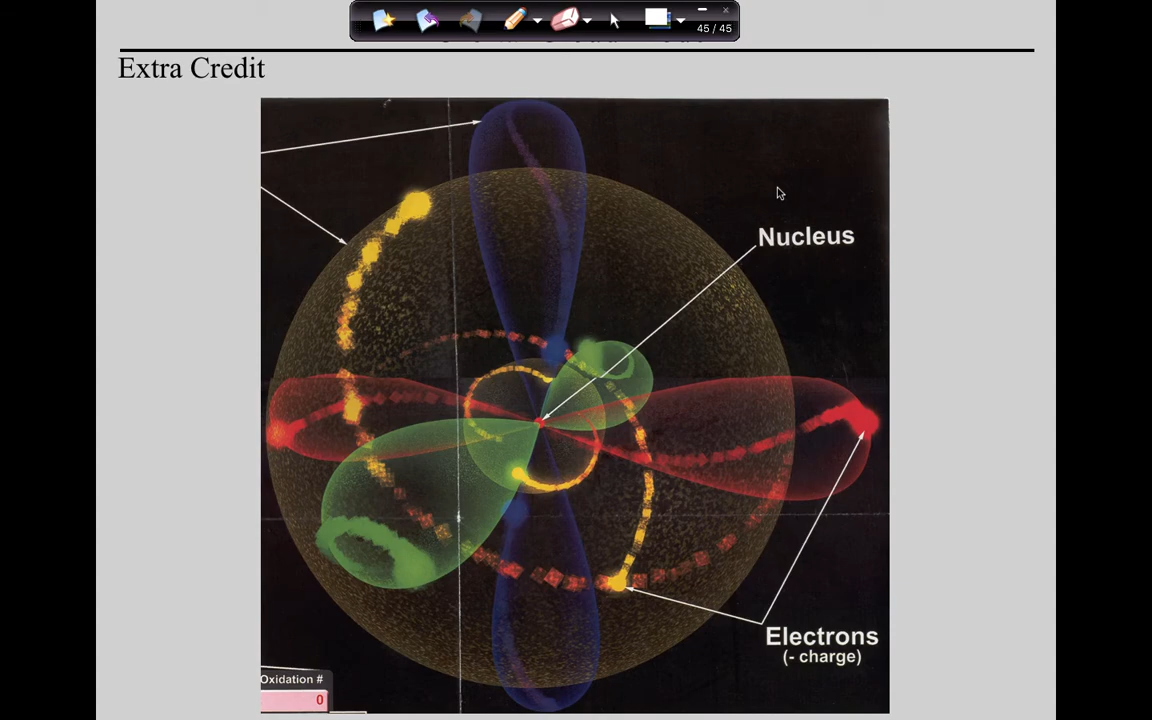 45 / 45
Extra Credit
Nucleus
Electrons
(- charge)
Oxidation #
0